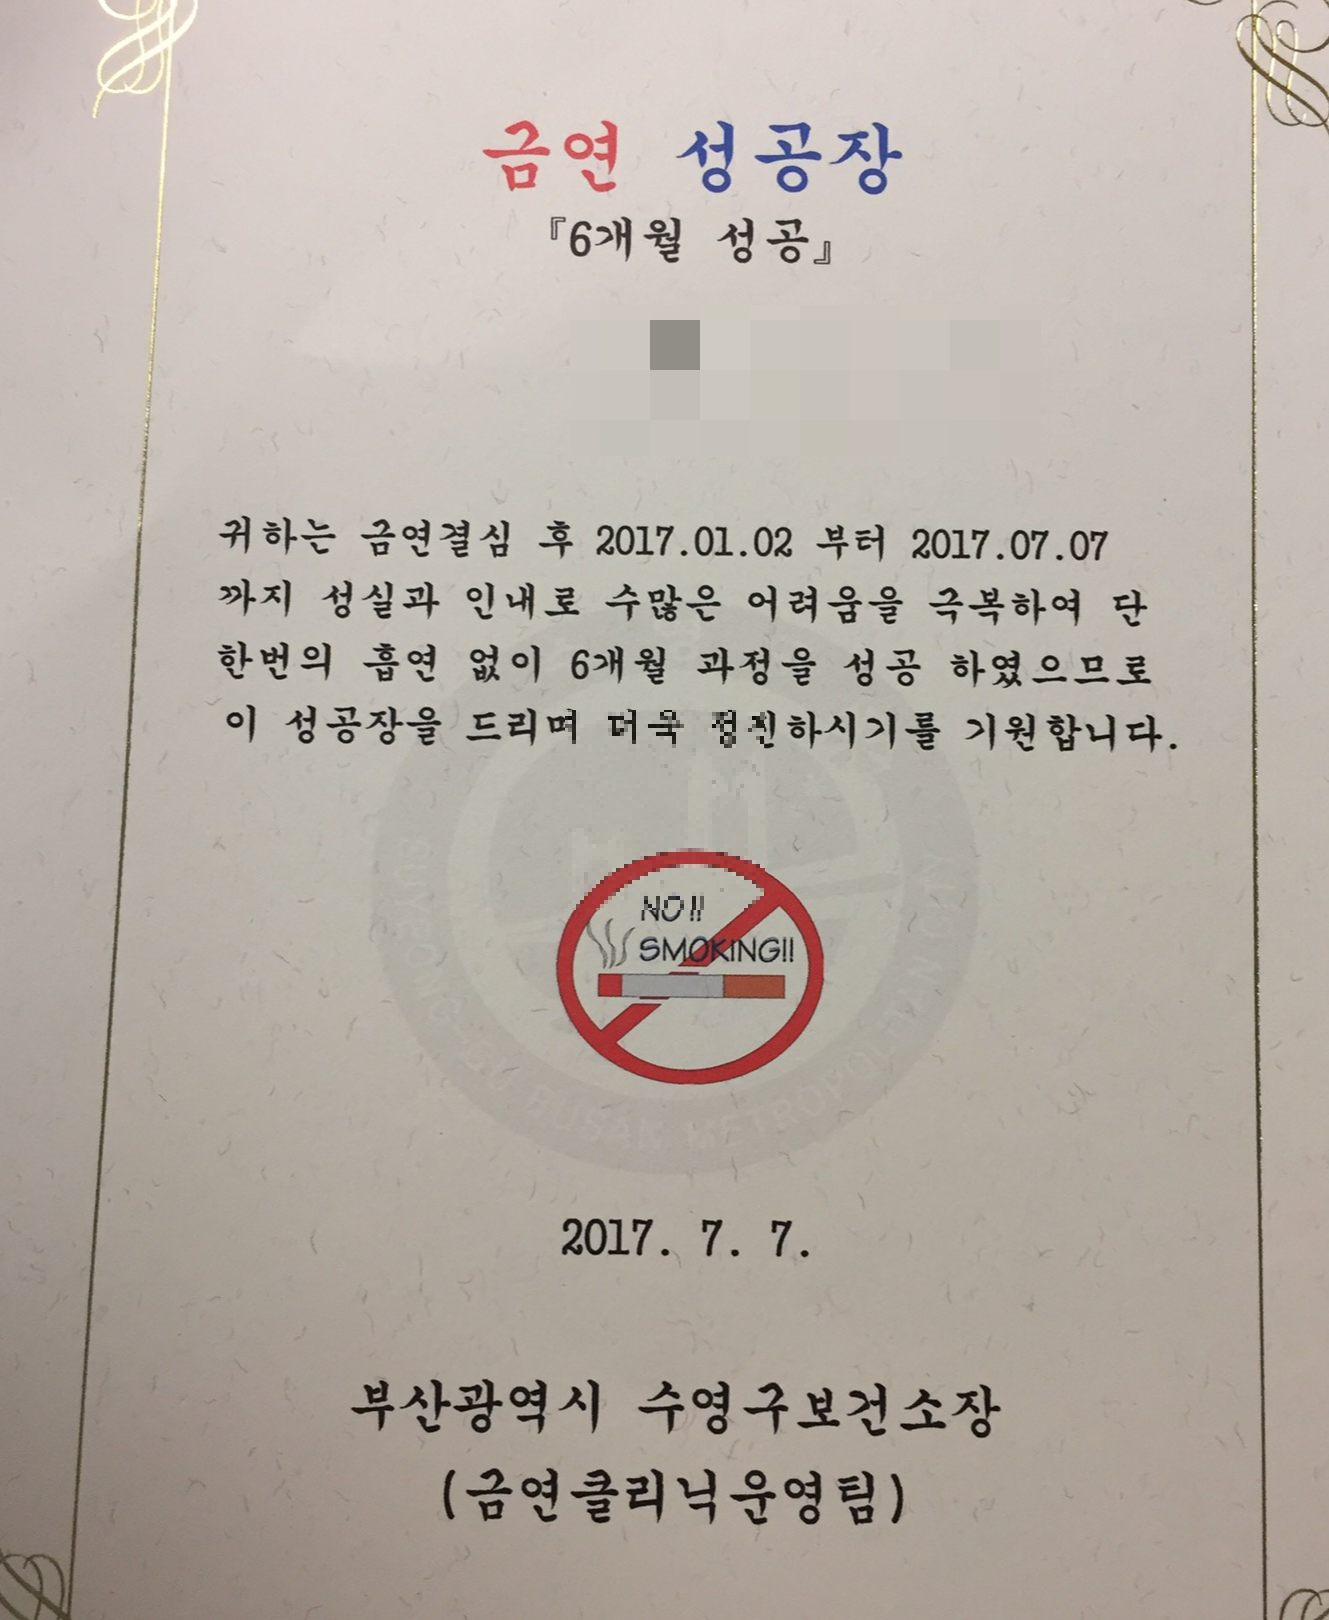 금연 성공장
『6개월 성공』
귀하는 금연결심 후 2017.01.02 부터 2017.07.07
까지 성실과 인내로 수많은 어려움을 극복하여 단
한번의 흡연 없이 6개월 과정을 성공 하였으므로
이 성공장을 드리며 더욱 정진하시기를 기원합니다.
NO!!
SMOKING!!
2017. 7. 7.
부산광역시 수영구보건소장
(금연클리닉운영팀)